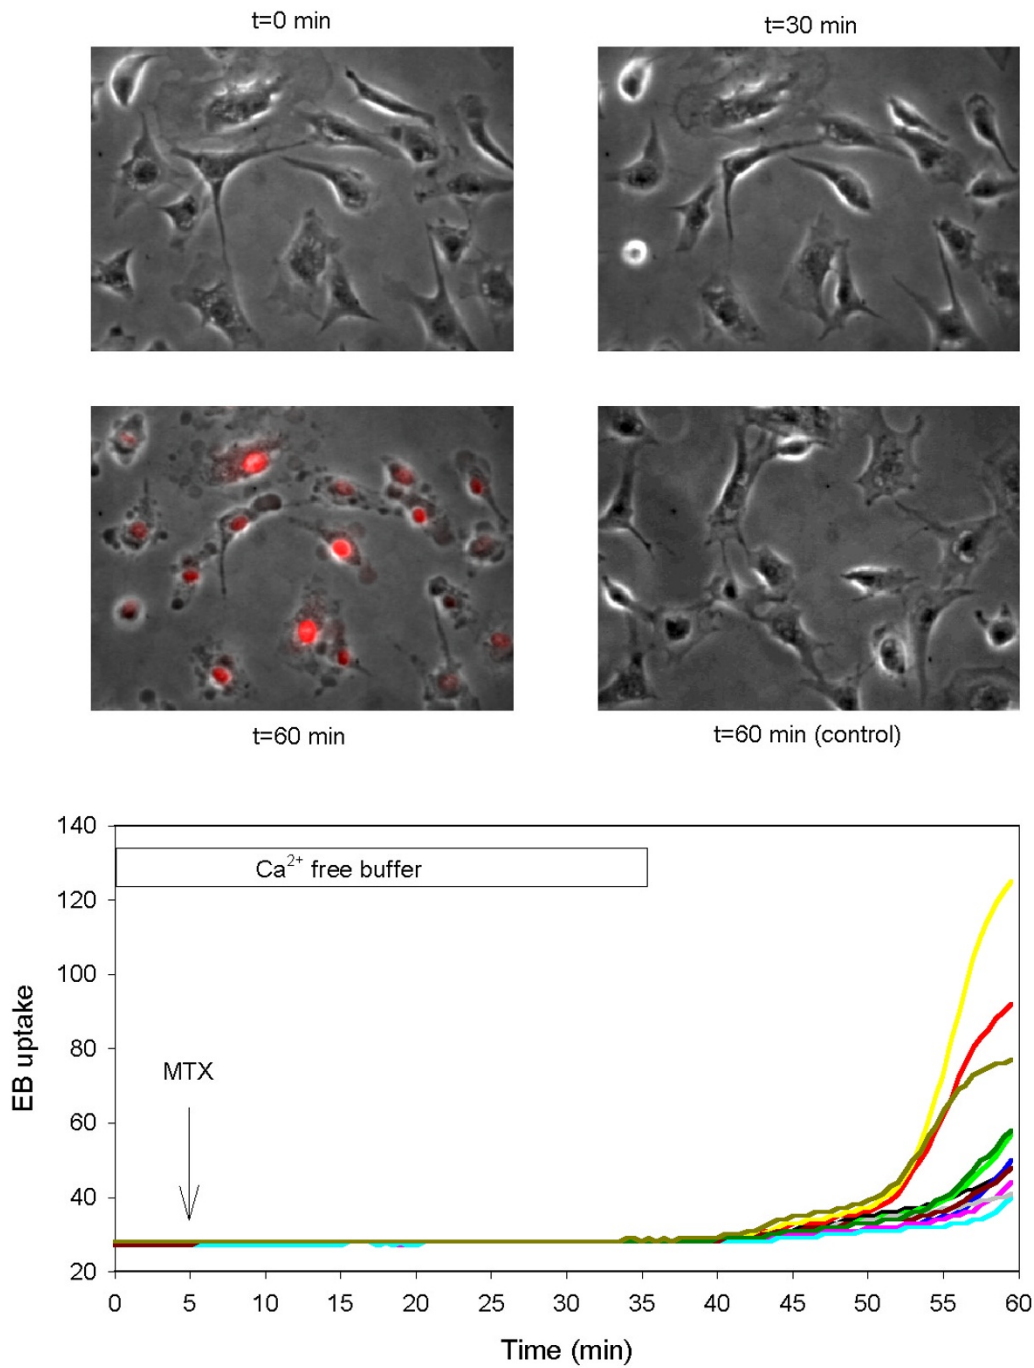 t=0 min
t=30 min
t=60 min
t=60 min (control)
140
Ca²⁺ free buffer
120
100
EB uptake
80
MTX
60
40
20
0 5 10 15 20 25 30 35 40 45 50 55 60
Time (min)